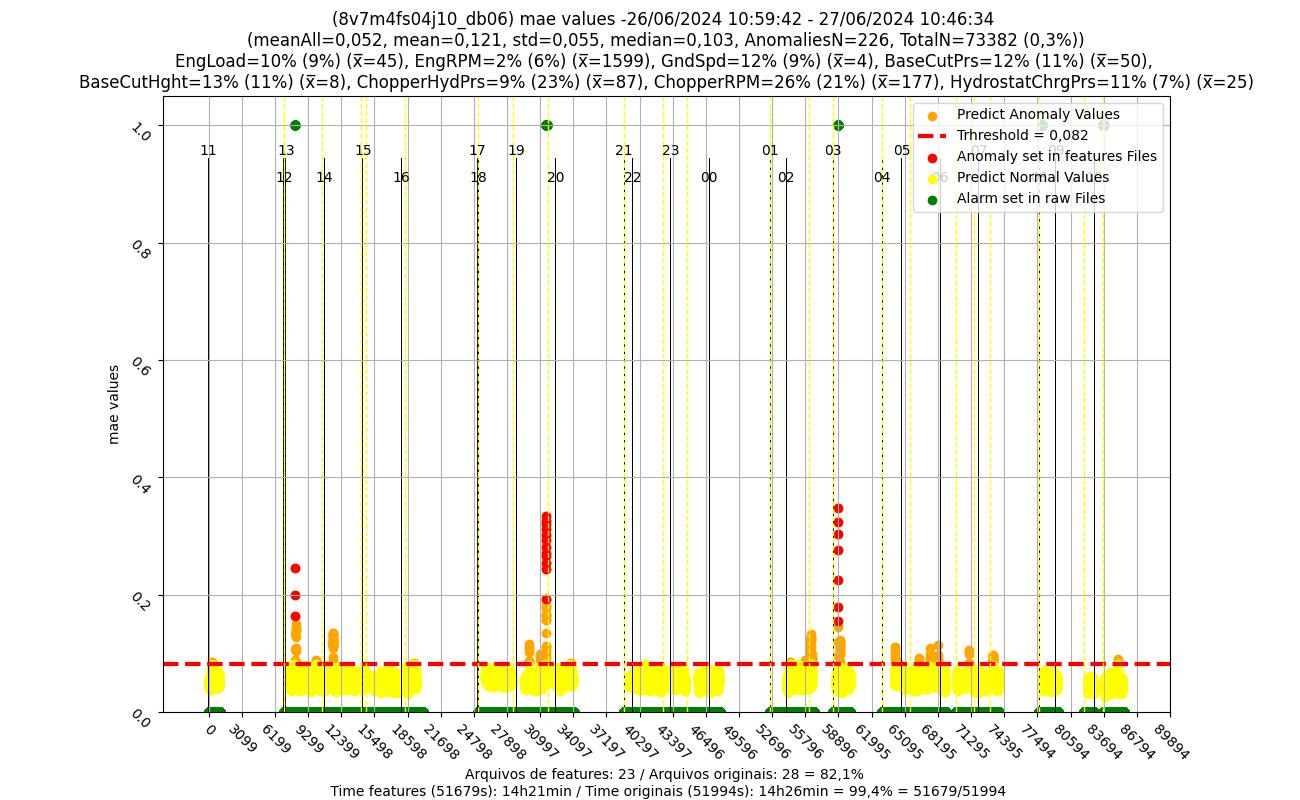 (8v7m4fs04j10_db06) mae values -26/06/2024 10:59:42 - 27/06/2024 10:46:34
(meanAll=0,052, mean=0,121, std=0,055, median=0,103, AnomaliesN=226, TotalN=73382 (0,3%))
EngLoad=10% (9%) (x̅=45), EngRPM=2% (6%) (x̅=1599), GndSpd=12% (9%) (x̅=4), BaseCutPrs=12% (11%) (x̅=50),
BaseCutHght=13% (11%) (x̅=8), ChopperHydPrs=9% (23%) (x̅=87), ChopperRPM=26% (21%) (x̅=177), HydrostatChrgPrs=11% (7%) (x̅=25)
Predict Anomaly Values
Trhreshold = 0,082
Anomaly set in features Files
Predict Normal Values
Alarm set in raw Files
11 13 15 17 19 21 23 01 03 05 07 09
12 14 16 18 20 22 00 02 04 06
1.0
0.8
0.6
0.4
0.2
0.0
mae values
0 3099 6199 9299 12399 15498 18598 21698 24798 27898 30997 34097 37197 40297 43397 46496 49596 52696 55796 58896 61995 65095 68195 71295 74395 77494 80594 83694 86794 89894
Arquivos de features: 23 / Arquivos originais: 28 = 82,1%
Time features (51679s): 14h21min / Time originais (51994s): 14h26min = 99,4% = 51679/51994